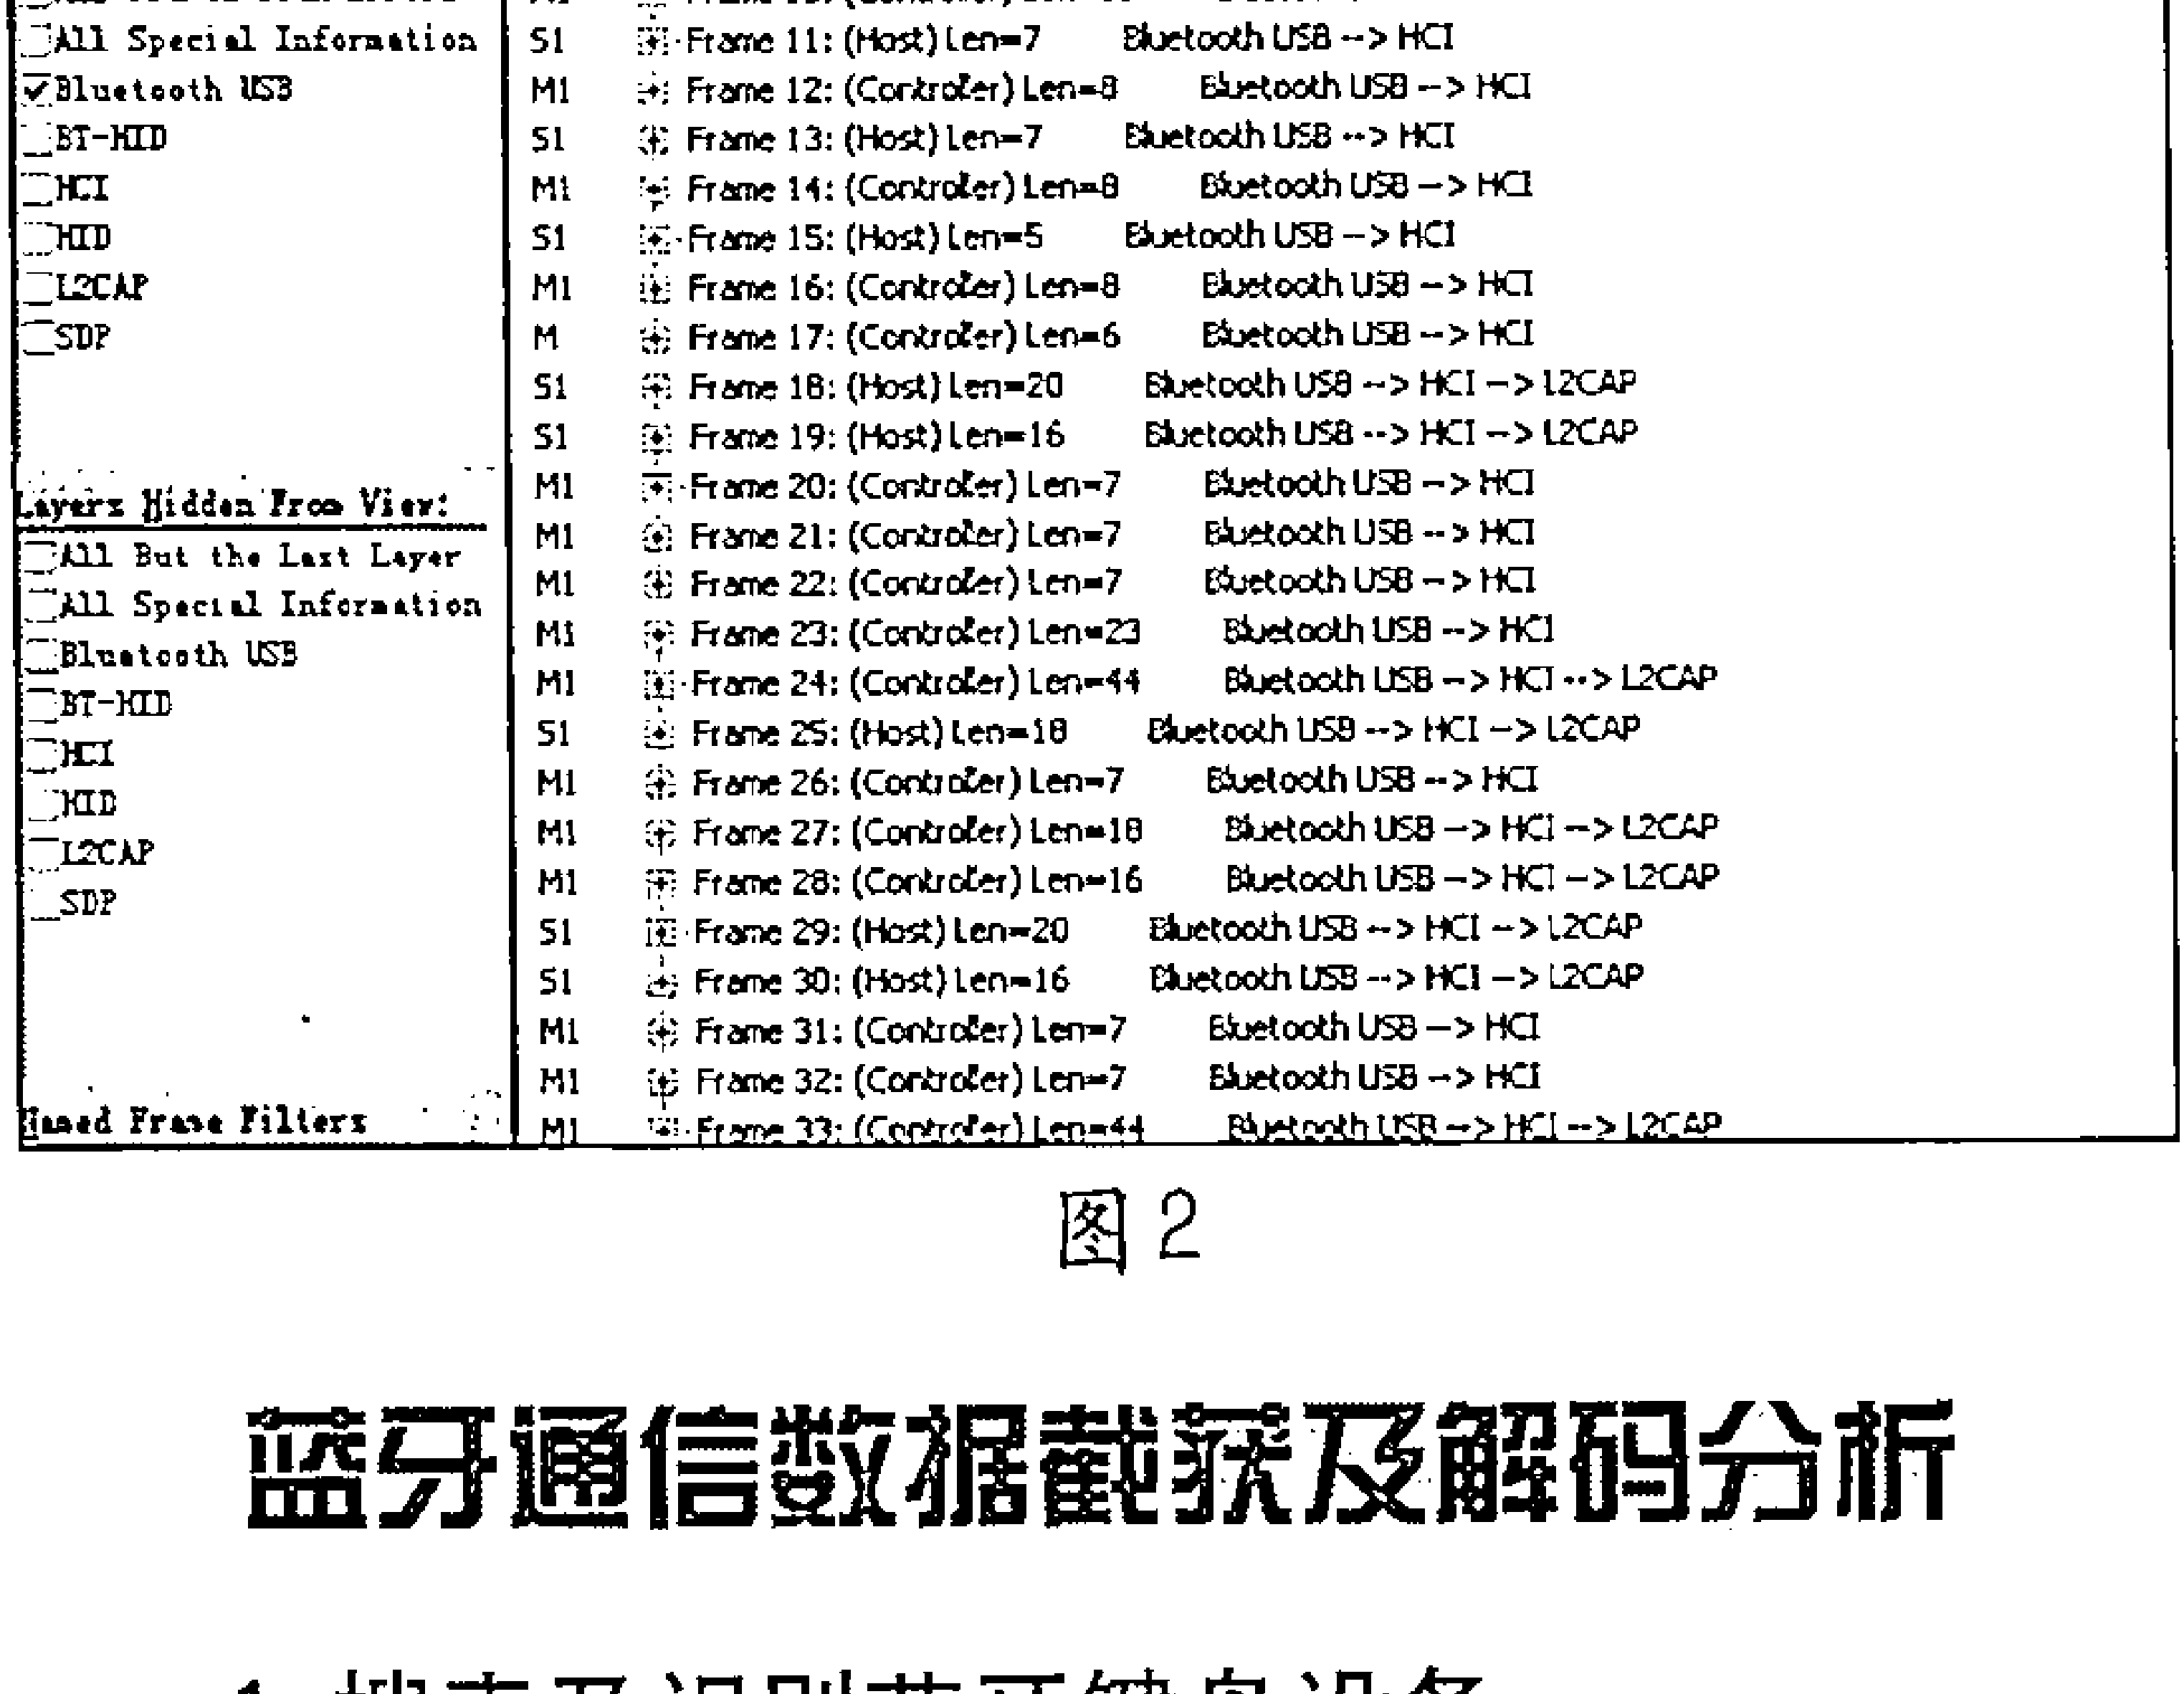 All Special Information
Bluetooth USB
BT-HID
HCI
HID
L2CAP
SDP
Layers Hidden From View:
All But the Last Layer
All Special Information
Bluetooth USB
BT-HID
HCI
HID
L2CAP
SDP
Named Frame Filters
S1 Frame 11: (Host) Len=7 Bluetooth USB --> HCI
M1 Frame 12: (Controller) Len=8 Bluetooth USB --> HCI
S1 Frame 13: (Host) Len=7 Bluetooth USB --> HCI
M1 Frame 14: (Controller) Len=8 Bluetooth USB --> HCI
S1 Frame 15: (Host) Len=5 Bluetooth USB --> HCI
M1 Frame 16: (Controller) Len=8 Bluetooth USB --> HCI
M Frame 17: (Controller) Len=6 Bluetooth USB --> HCI
S1 Frame 18: (Host) Len=20 Bluetooth USB --> HCI --> L2CAP
S1 Frame 19: (Host) Len=16 Bluetooth USB --> HCI --> L2CAP
M1 Frame 20: (Controller) Len=7 Bluetooth USB --> HCI
M1 Frame 21: (Controller) Len=7 Bluetooth USB --> HCI
M1 Frame 22: (Controller) Len=7 Bluetooth USB --> HCI
M1 Frame 23: (Controller) Len=23 Bluetooth USB --> HCI
M1 Frame 24: (Controller) Len=44 Bluetooth USB --> HCI --> L2CAP
S1 Frame 25: (Host) Len=18 Bluetooth USB --> HCI --> L2CAP
M1 Frame 26: (Controller) Len=7 Bluetooth USB --> HCI
M1 Frame 27: (Controller) Len=18 Bluetooth USB --> HCI --> L2CAP
M1 Frame 28: (Controller) Len=16 Bluetooth USB --> HCI --> L2CAP
S1 Frame 29: (Host) Len=20 Bluetooth USB --> HCI --> L2CAP
S1 Frame 30: (Host) Len=16 Bluetooth USB --> HCI --> L2CAP
M1 Frame 31: (Controller) Len=7 Bluetooth USB --> HCI
M1 Frame 32: (Controller) Len=7 Bluetooth USB --> HCI
M1 Frame 33: (Controller) Len=44 Bluetooth USB --> HCI --> L2CAP
图 2
蓝牙通信数据截获及解码分析